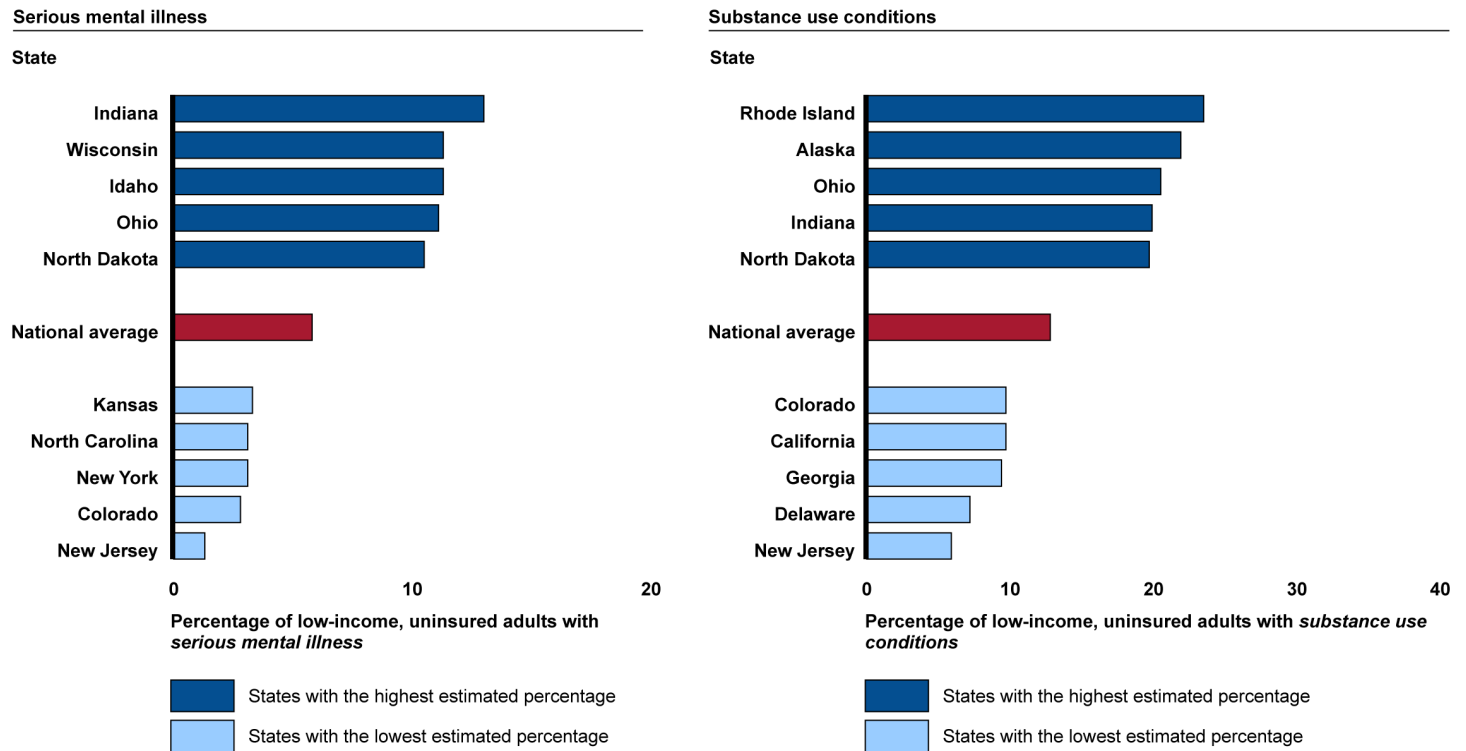 Serious mental illness
State
Indiana
Wisconsin
Idaho
Ohio
North Dakota
National average
Kansas
North Carolina
New York
Colorado
New Jersey
0 10 20
Percentage of low-income, uninsured adults with
serious mental illness
States with the highest estimated percentage
States with the lowest estimated percentage
Substance use conditions
State
Rhode Island
Alaska
Ohio
Indiana
North Dakota
National average
Colorado
California
Georgia
Delaware
New Jersey
0 10 20 30 40
Percentage of low-income, uninsured adults with substance use
conditions
States with the highest estimated percentage
States with the lowest estimated percentage